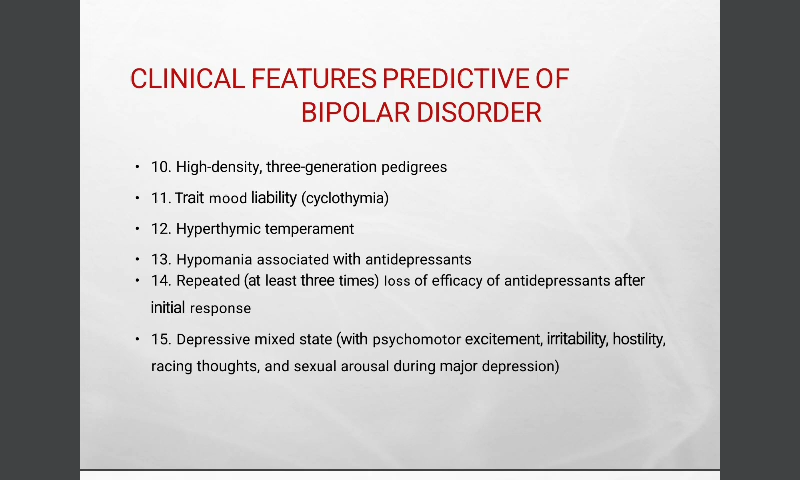 CLINICAL FEATURES PREDICTIVE OF
BIPOLAR DISORDER
• 10. High-density, three-generation pedigrees
• 11. Trait mood liability (cyclothymia)
• 12. Hyperthymic temperament
• 13. Hypomania associated with antidepressants
• 14. Repeated (at least three times) loss of efficacy of antidepressants after
initial response
• 15. Depressive mixed state (with psychomotor excitement, irritability, hostility,
racing thoughts, and sexual arousal during major depression)